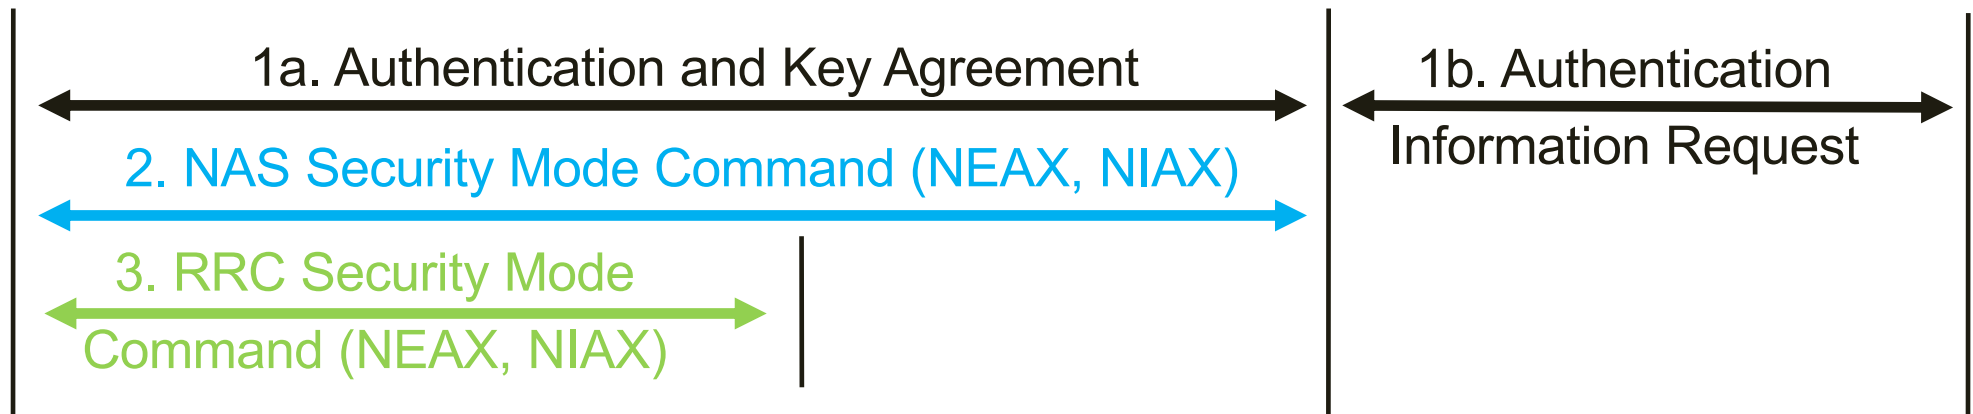 1a. Authentication and Key Agreement
1b. Authentication
Information Request
2. NAS Security Mode Command (NEAX, NIAX)
3. RRC Security Mode
Command (NEAX, NIAX)